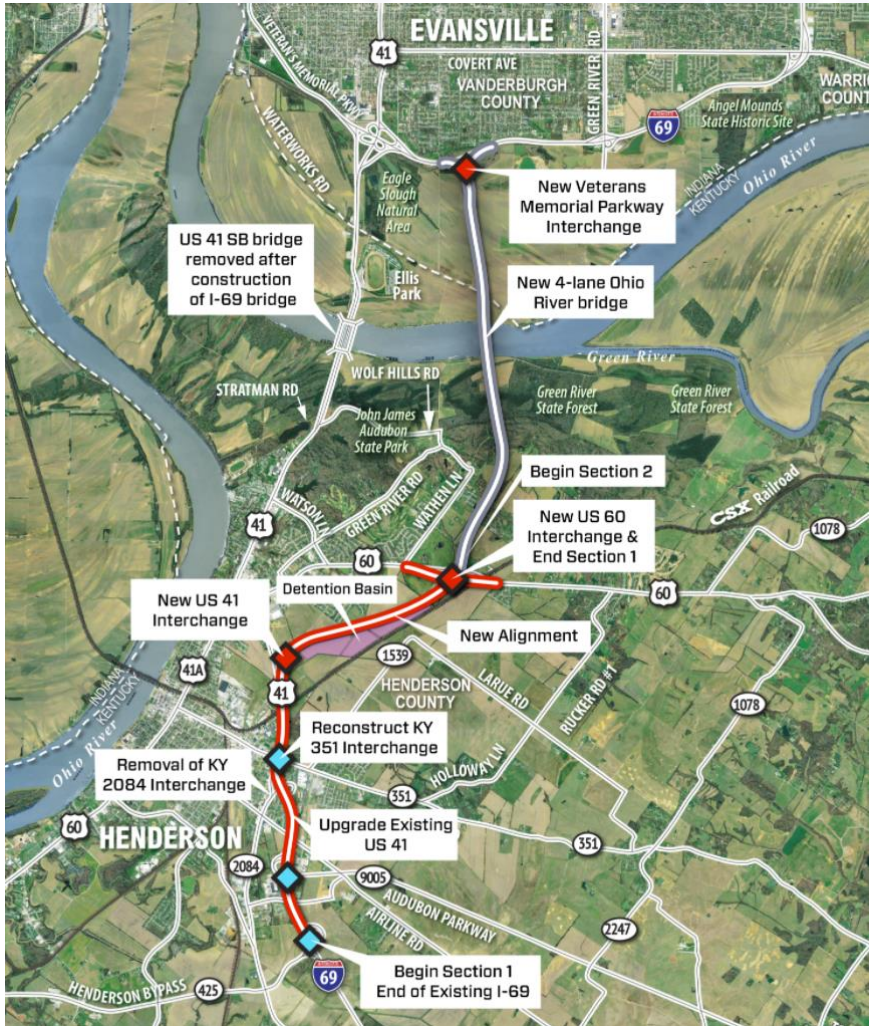 EVANSVILLE
41
COVERT AVE
VANDERBURGH
COUNTY
GREEN RIVER RD
VETERAN'S MEMORIAL PKWY
WATERWORKS RD
69
Angel Mounds
State Historic Site
INDIANA
KENTUCKY
Ohio River
Eagle
Slough
Natural
Area
New Veterans
Memorial Parkway
Interchange
US 41 SB bridge
removed after
construction
of I-69 bridge
Ellis
Park
New 4-lane Ohio
River bridge
Green River
STRATMAN RD
WOLF HILLS RD
John James
Audubon
State Park
Green River
State Forest
Green River
State Forest
GREEN RIVER RD
WATHEN LN
WATSON LN
Begin Section 2
CSX Railroad
1078
41
60
New US 60
Interchange &
End Section 1
60
Detention Basin
New US 41
Interchange
New Alignment
1539
41A
41
HENDERSON
COUNTY
LARUE RD
RUCKER RD #1
1078
INDIANA
KENTUCKY
Ohio River
Reconstruct KY
351 Interchange
Removal of KY
2084 Interchange
HOLLOWAY LN
351
351
60
HENDERSON
Upgrade Existing
US 41
2084
9005
AUDUBON PARKWAY
AIRLINE RD
2247
Begin Section 1
End of Existing I-69
69
HENDERSON BYPASS
425